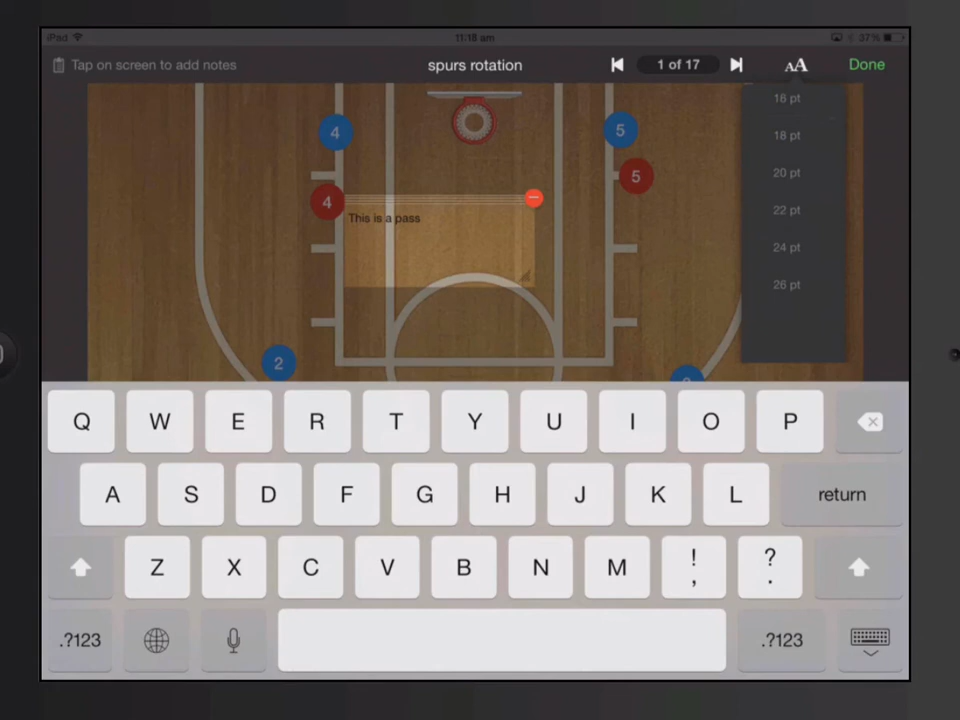 iPad 11:18 am 37%
Tap on screen to add notes spurs rotation 1 of 17 AA Done
16 pt
4 5 18 pt
5 20 pt
4
This is a pass 22 pt
24 pt
26 pt
2
Q W E R T Y U I O P
A S D F G H J K L return
Z X C V B N M ! , ? .
.?123 .?123